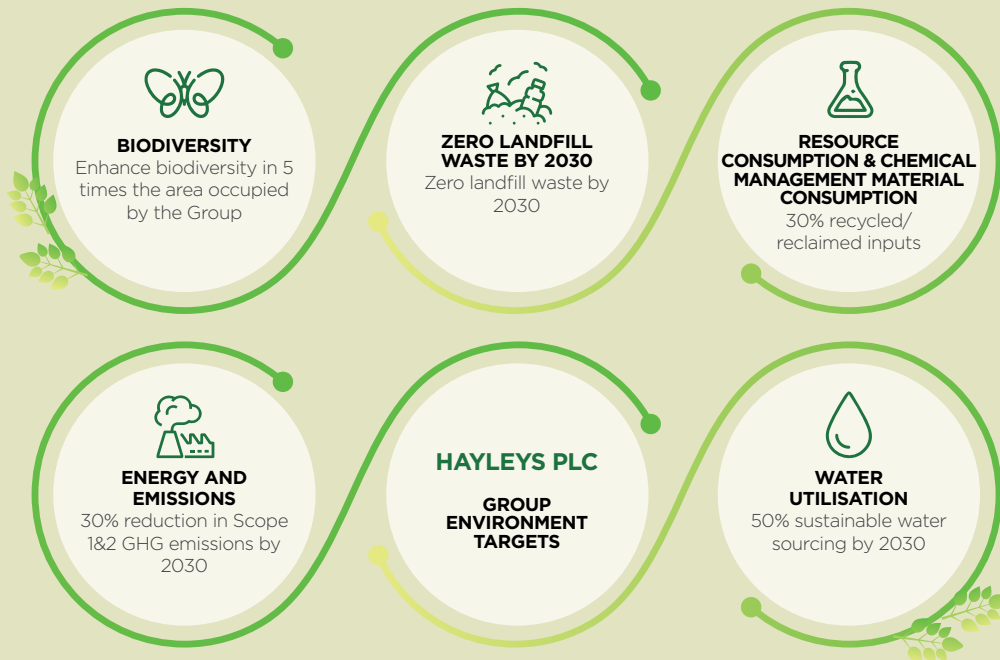 BIODIVERSITY
Enhance biodiversity in 5
times the area occupied
by the Group
ZERO LANDFILL
WASTE BY 2030
Zero landfill waste by
2030
RESOURCE
CONSUMPTION & CHEMICAL
MANAGEMENT MATERIAL
CONSUMPTION
30% recycled/
reclaimed inputs
ENERGY AND
EMISSIONS
30% reduction in Scope
1&2 GHG emissions by
2030
HAYLEYS PLC
GROUP
ENVIRONMENT
TARGETS
WATER
UTILISATION
50% sustainable water
sourcing by 2030